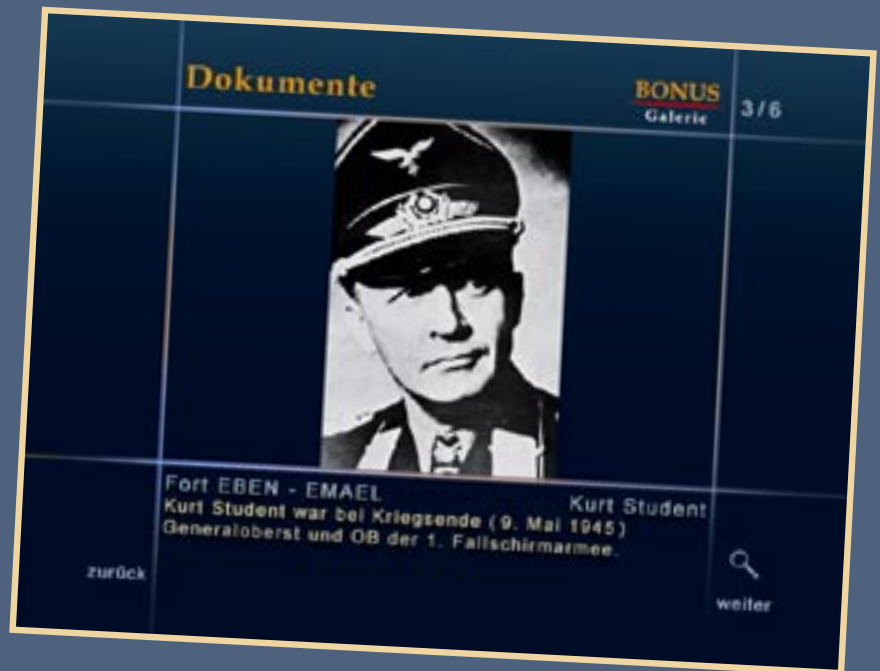 Dokumente
BONUS
Galerie
3/6
Fort EBEN - EMAEL
Kurt Student
Kurt Student war bei Kriegsende (9. Mai 1945)
Generaloberst und OB der 1. Fallschirmarmee.
zurück
weiter